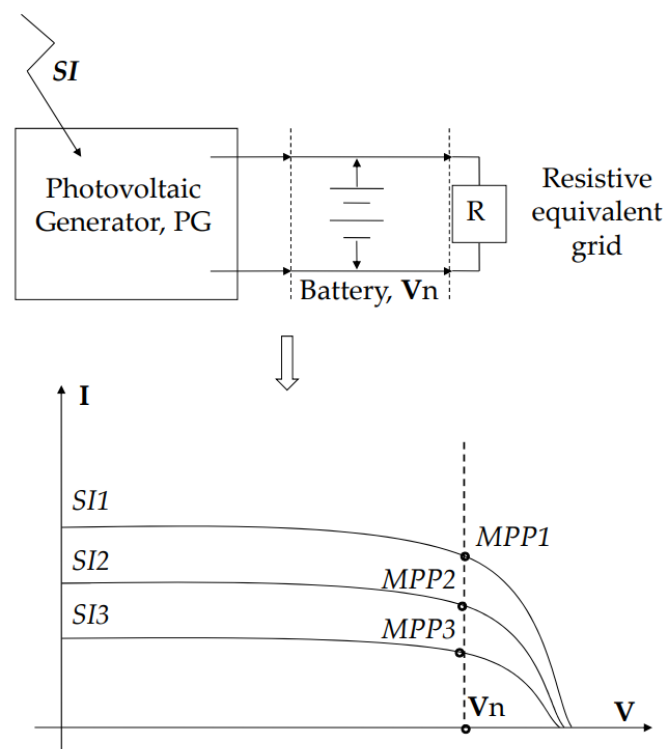 SI
Photovoltaic
Generator, PG
R
Resistive
equivalent
grid
Battery, Vn
I
SI1
MPP1
SI2
MPP2
SI3
MPP3
Vn
V